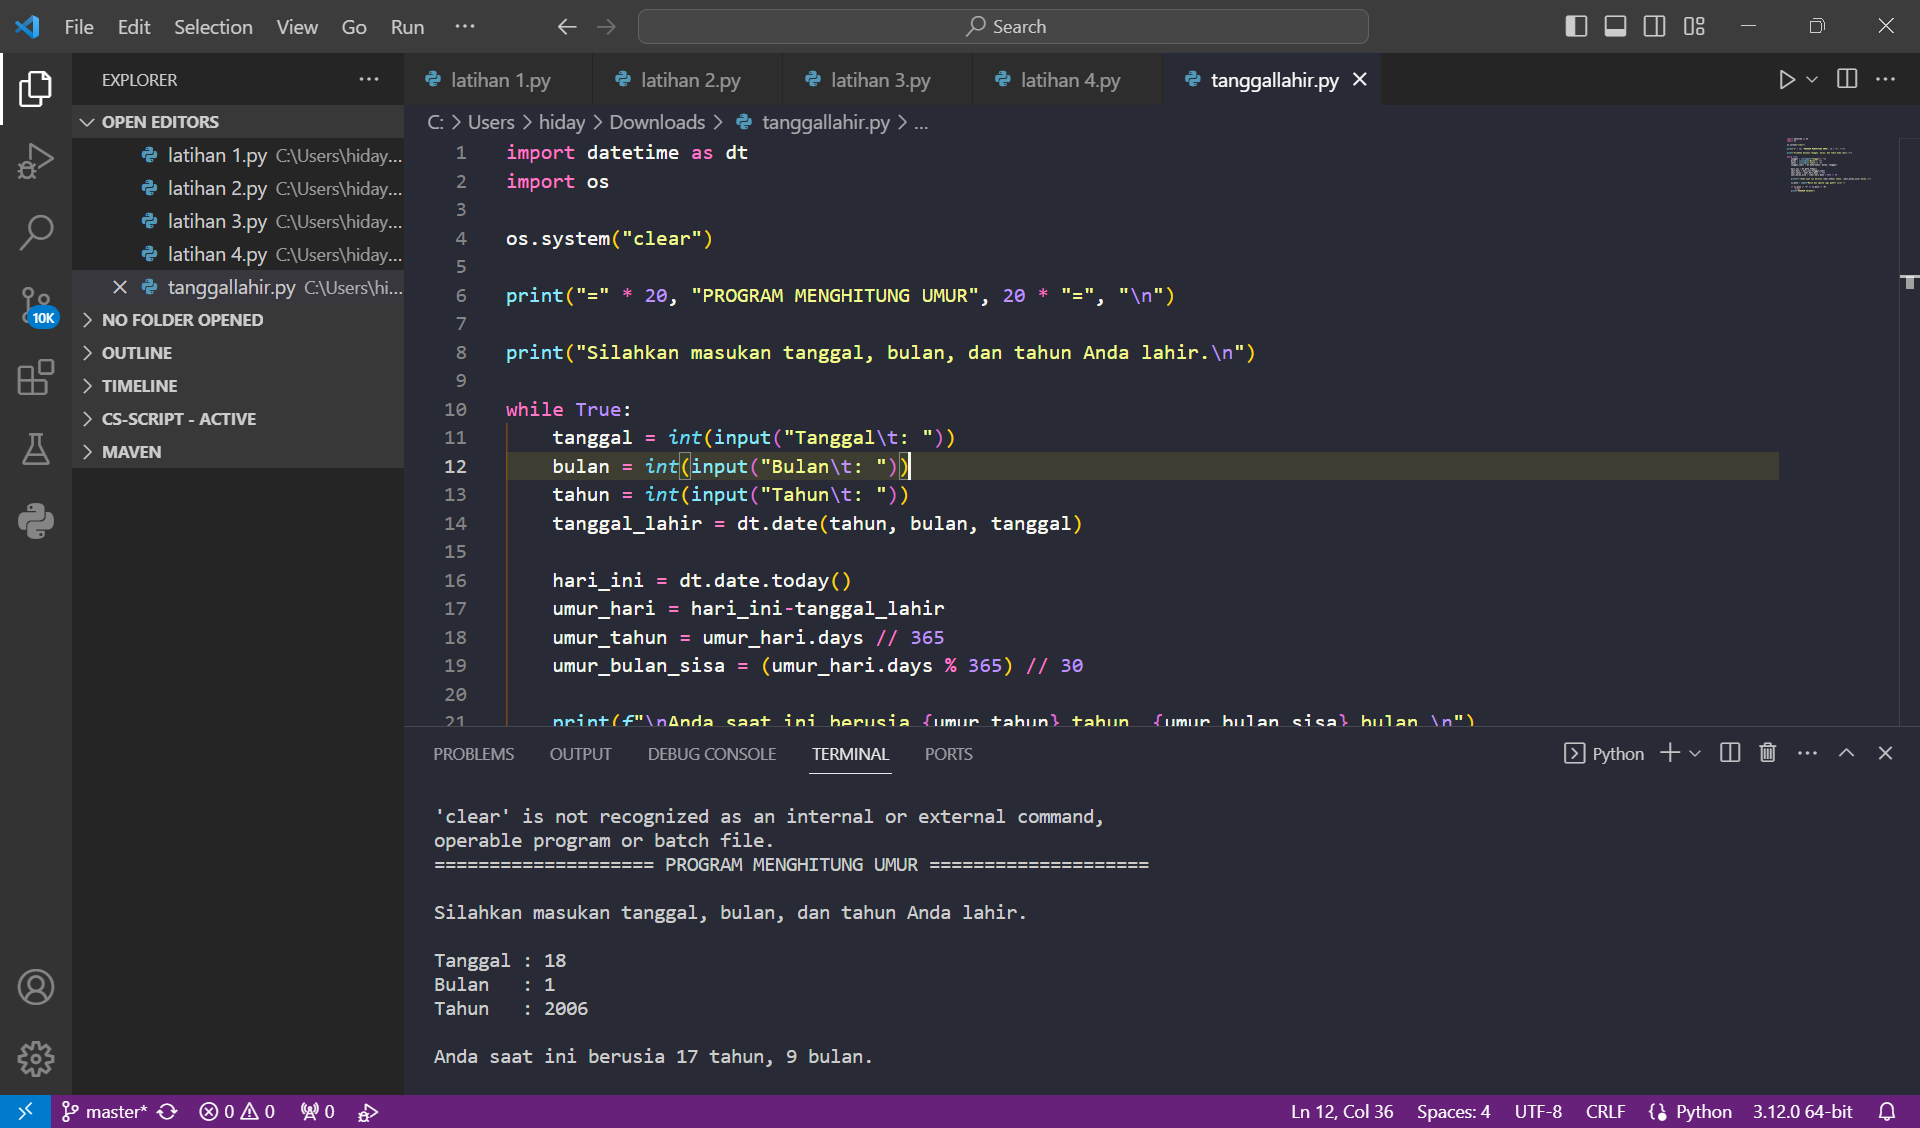 File Edit Selection View Go Run ···
Search
EXPLORER ···
latihan 1.py latihan 2.py latihan 3.py latihan 4.py tanggallahir.py
OPEN EDITORS
latihan 1.py C:\Users\hiday...
latihan 2.py C:\Users\hiday...
latihan 3.py C:\Users\hiday...
latihan 4.py C:\Users\hiday...
tanggallahir.py C:\Users\hi...
NO FOLDER OPENED
OUTLINE
TIMELINE
CS-SCRIPT - ACTIVE
MAVEN
10K
C: > Users > hiday > Downloads > tanggallahir.py > ...
1 import datetime as dt
2 import os
3
4 os.system("clear")
5
6 print("=" * 20, "PROGRAM MENGHITUNG UMUR", 20 * "=", "\n")
7
8 print("Silahkan masukan tanggal, bulan, dan tahun Anda lahir.\n")
9
10 while True:
11     tanggal = int(input("Tanggal\t: "))
12     bulan = int(input("Bulan\t: "))
13     tahun = int(input("Tahun\t: "))
14     tanggal_lahir = dt.date(tahun, bulan, tanggal)
15
16     hari_ini = dt.date.today()
17     umur_hari = hari_ini-tanggal_lahir
18     umur_tahun = umur_hari.days // 365
19     umur_bulan_sisa = (umur_hari.days % 365) // 30
20
21     print(f"\nAnda saat ini berusia {umur_tahun} tahun, {umur_bulan_sisa} bulan.\n")
PROBLEMS OUTPUT DEBUG CONSOLE TERMINAL PORTS
Python
'clear' is not recognized as an internal or external command,
operable program or batch file.
==================== PROGRAM MENGHITUNG UMUR ====================
Silahkan masukan tanggal, bulan, dan tahun Anda lahir.
Tanggal : 18
Bulan   : 1
Tahun   : 2006
Anda saat ini berusia 17 tahun, 9 bulan.
master* 0 0 0 Ln 12, Col 36 Spaces: 4 UTF-8 CRLF Python 3.12.0 64-bit